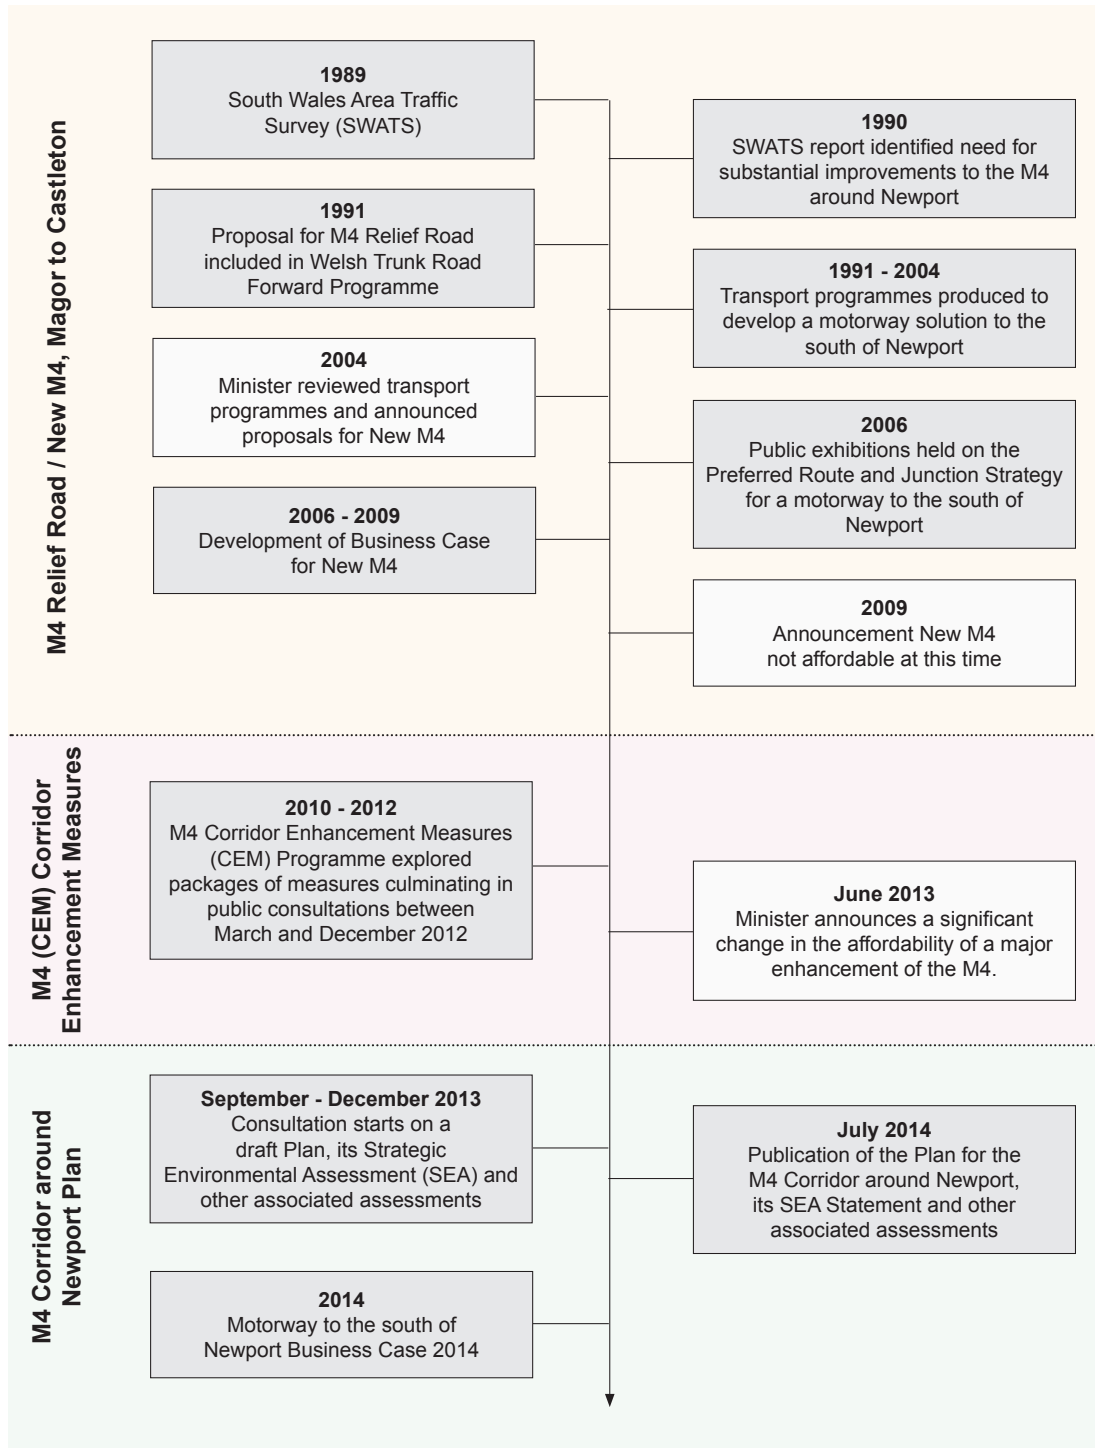 M4 Relief Road / New M4, Magor to Castleton
1989
South Wales Area Traffic
Survey (SWATS)
1990
SWATS report identified need for
substantial improvements to the M4
around Newport
1991
Proposal for M4 Relief Road
included in Welsh Trunk Road
Forward Programme
1991 - 2004
Transport programmes produced to
develop a motorway solution to the
south of Newport
2004
Minister reviewed transport
programmes and announced
proposals for New M4
2006
Public exhibitions held on the
Preferred Route and Junction Strategy
for a motorway to the south of
Newport
2006 - 2009
Development of Business Case
for New M4
2009
Announcement New M4
not affordable at this time
M4 (CEM) Corridor
Enhancement Measures
2010 - 2012
M4 Corridor Enhancement Measures
(CEM) Programme explored
packages of measures culminating in
public consultations between
March and December 2012
June 2013
Minister announces a significant
change in the affordability of a major
enhancement of the M4.
M4 Corridor around
Newport Plan
September - December 2013
Consultation starts on a
draft Plan, its Strategic
Environmental Assessment (SEA) and
other associated assessments
July 2014
Publication of the Plan for the
M4 Corridor around Newport,
its SEA Statement and other
associated assessments
2014
Motorway to the south of
Newport Business Case 2014